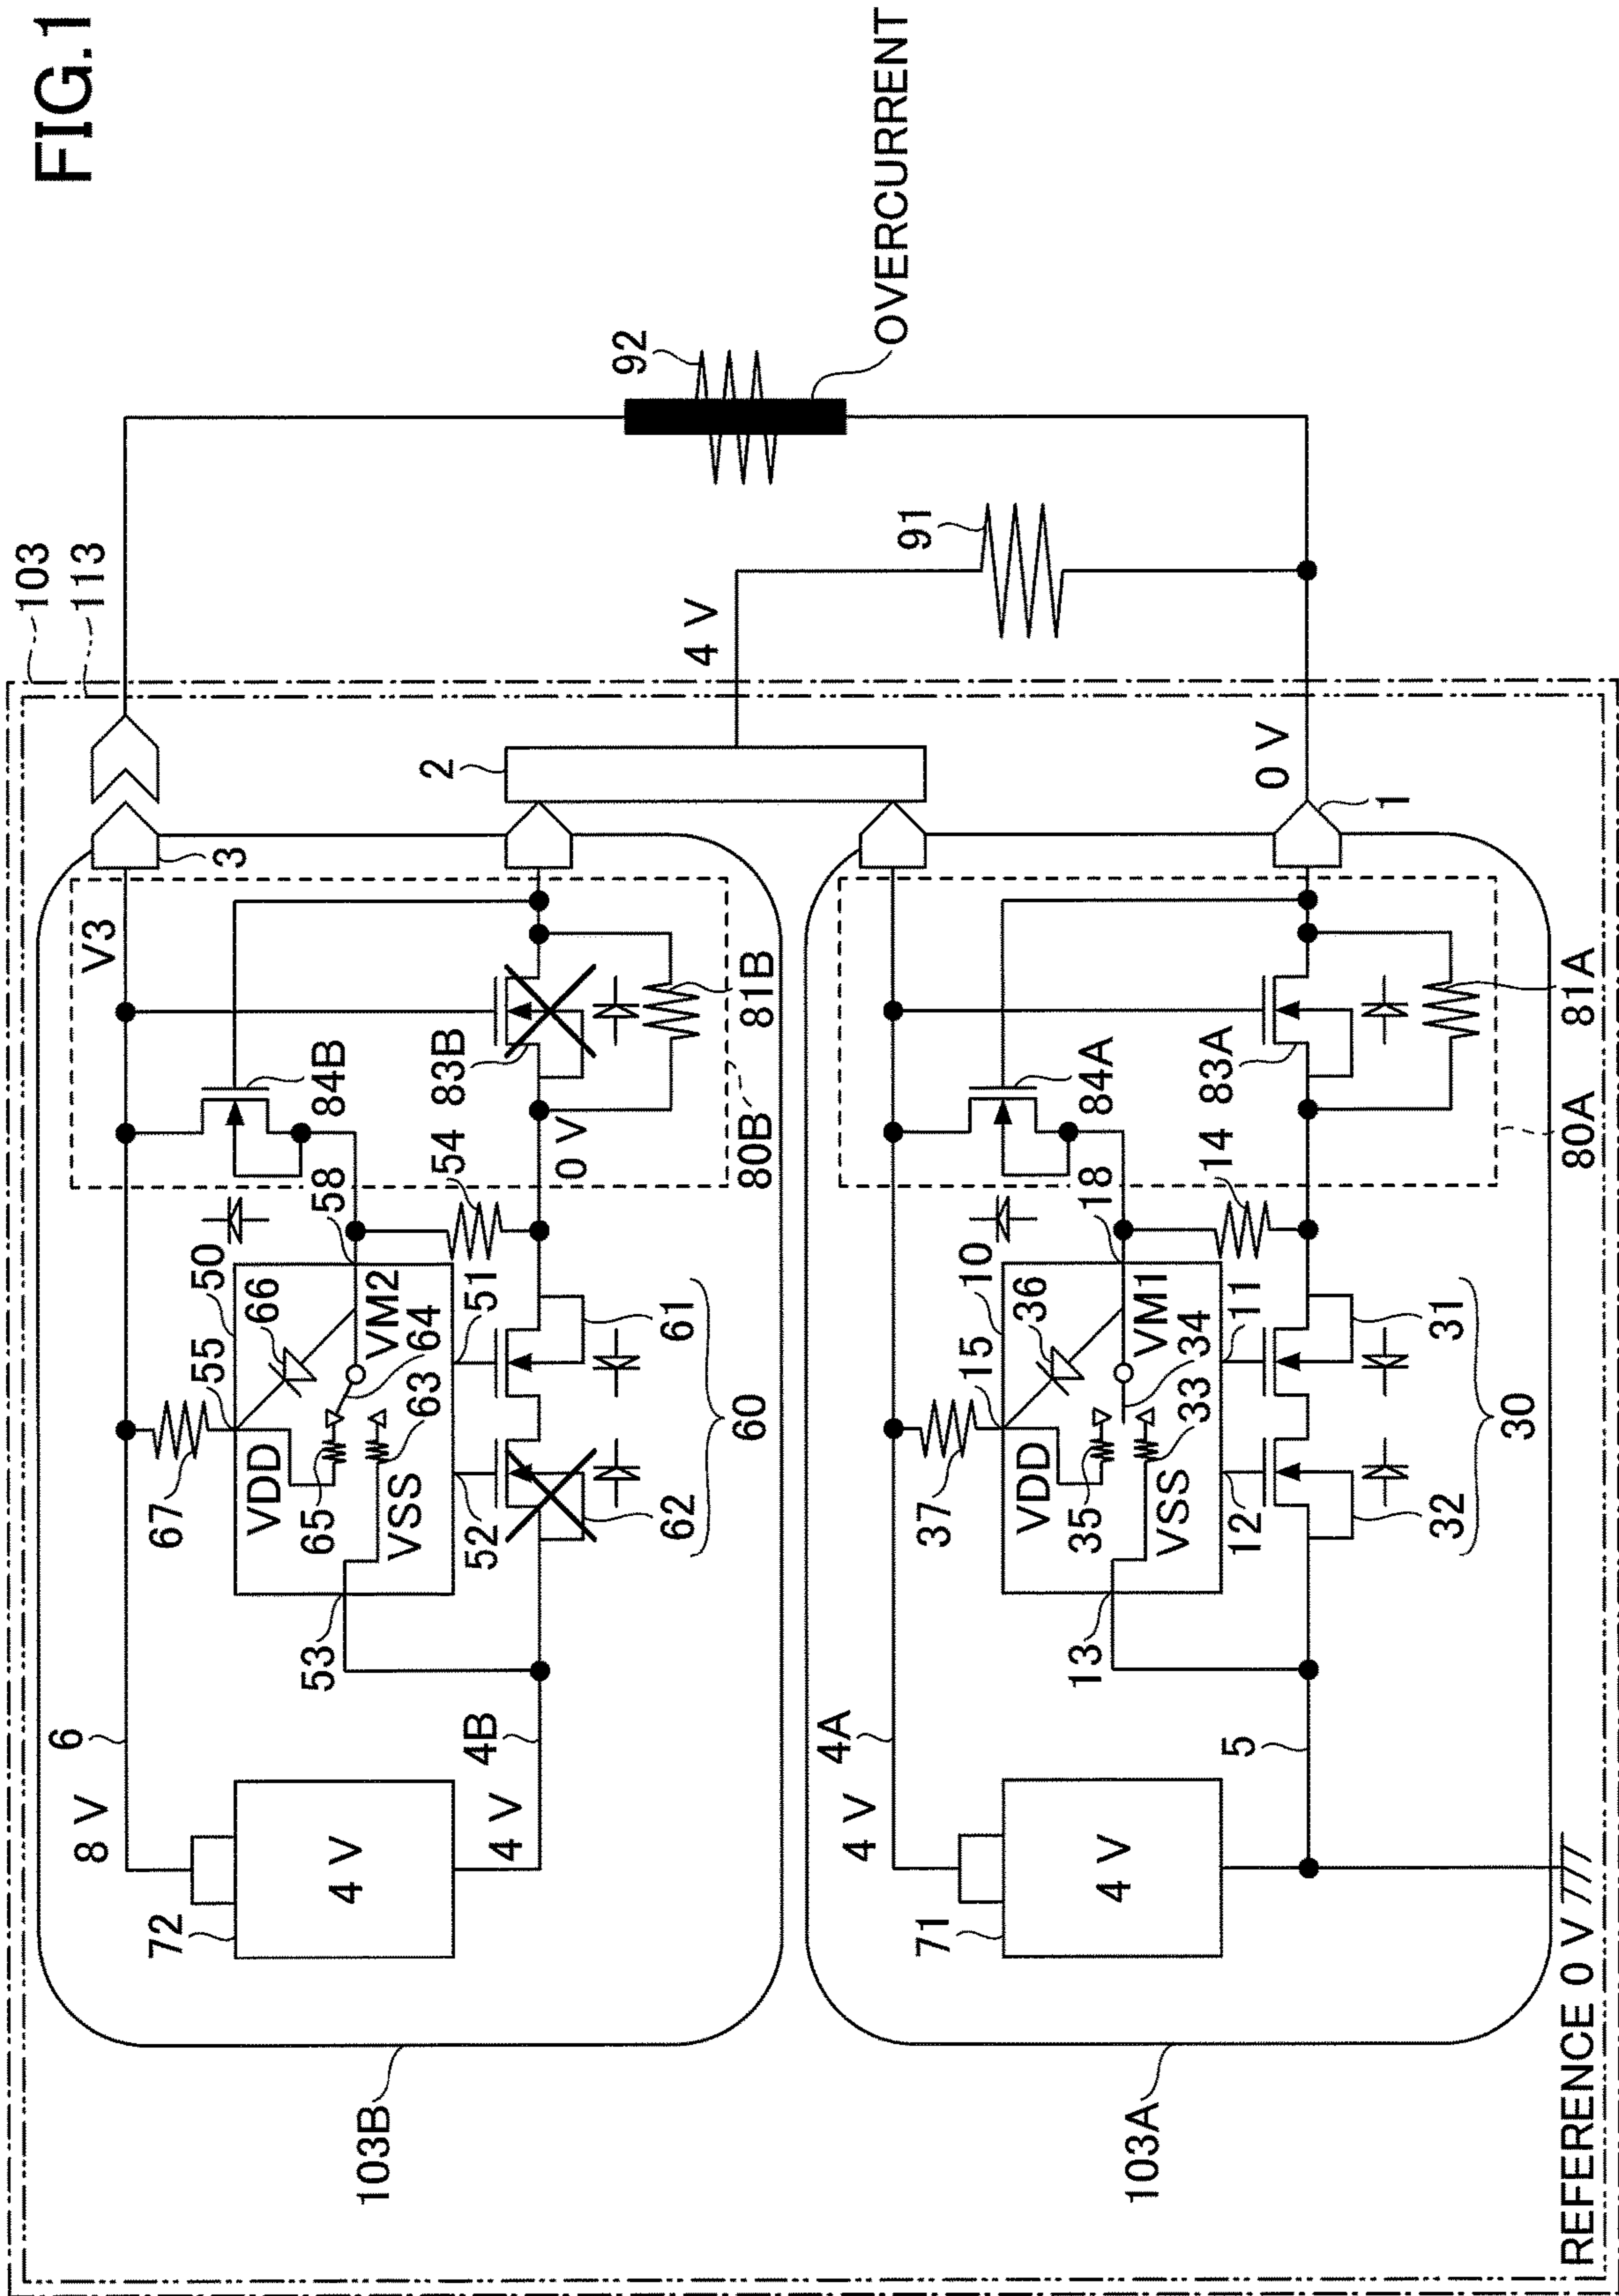 FIG.1
103
113
92
OVERCURRENT
91
4 V
0 V
1
2
3
V3
84B
83B
81B
80B
0 V
54
58
50
55
66
VM2
64
63
65
VDD
VSS
67
51
52
53
61
62
60
6
8 V
4B
4 V
72
4 V
103B
84A
83A
81A
80A
14
18
10
15
36
VM1
34
33
35
VDD
VSS
37
11
12
13
31
32
30
4A
4 V
5
71
4 V
103A
REFERENCE 0 V